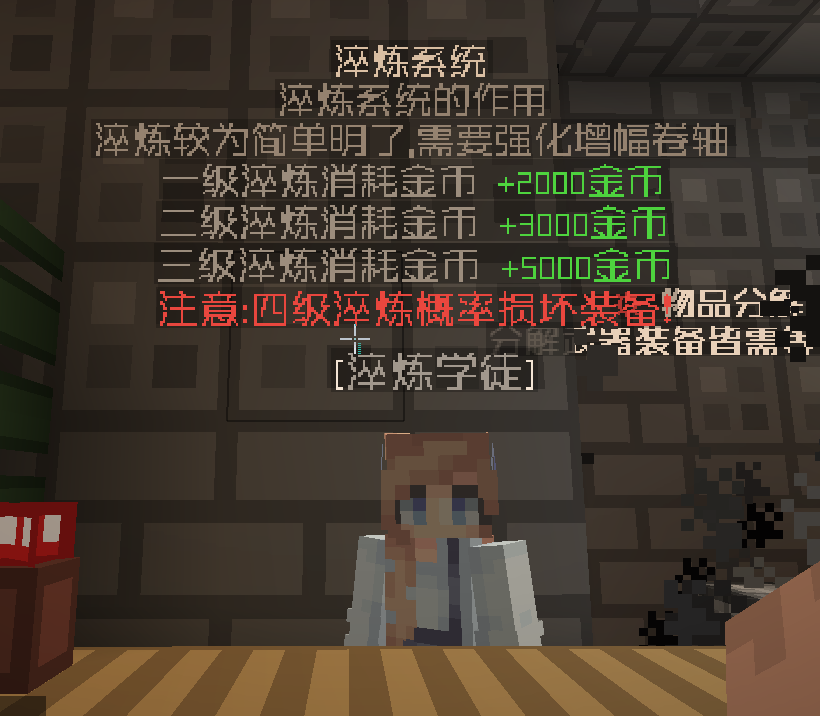 淬炼系统
淬炼系统的作用
淬炼较为简单明了,需要强化增幅卷轴
一级淬炼消耗金币 +2000金币
二级淬炼消耗金币 +3000金币
三级淬炼消耗金币 +5000金币
注意:四级淬炼概率损坏装备!
物品分
分解 器装备皆需
[淬炼学徒]